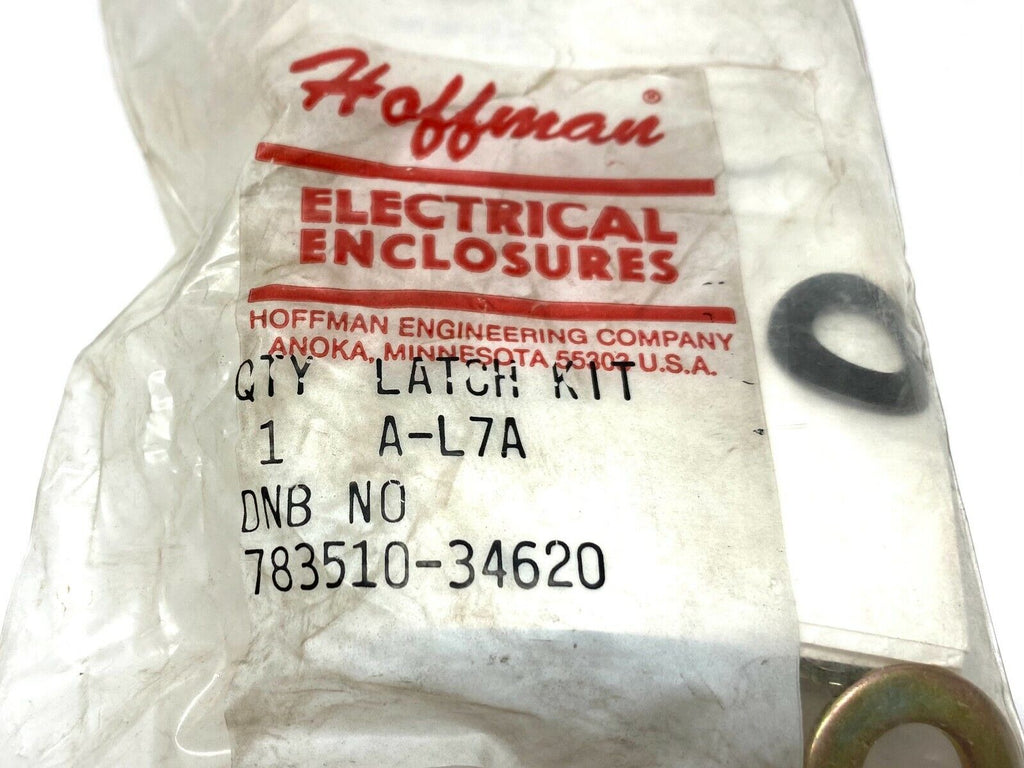 Hoffman®
ELECTRICAL
ENCLOSURES
HOFFMAN ENGINEERING COMPANY
ANOKA, MINNESOTA 55303 U.S.A.
QTY LATCH KIT
1 A-L7A
DNB NO
783510-34620